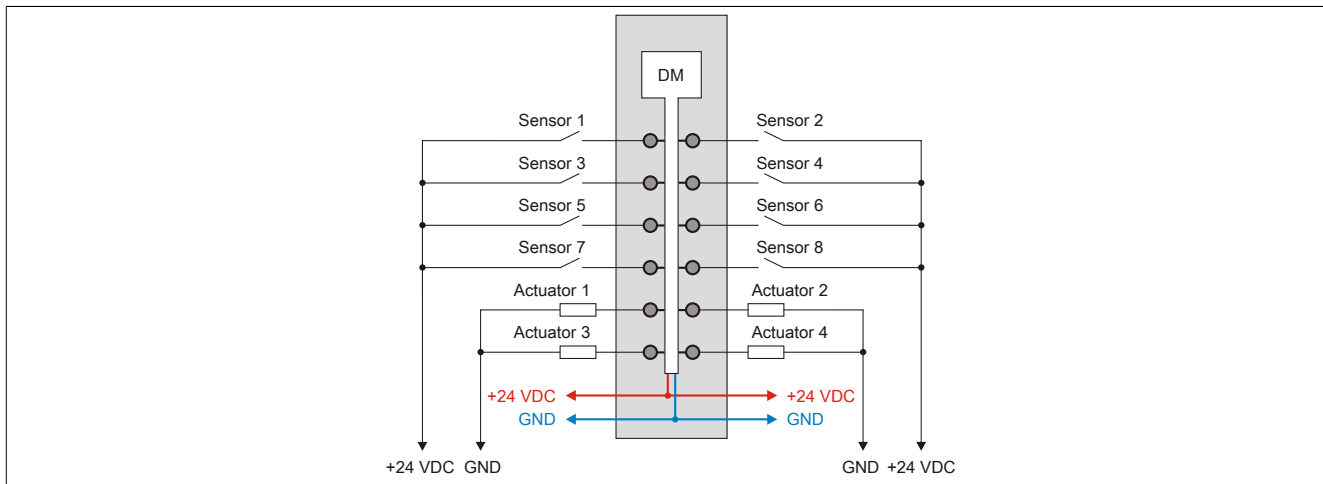 DM
Sensor 1 Sensor 2
Sensor 3 Sensor 4
Sensor 5 Sensor 6
Sensor 7 Sensor 8
Actuator 1 Actuator 2
Actuator 3 Actuator 4
+24 VDC +24 VDC
GND GND
+24 VDC GND GND +24 VDC